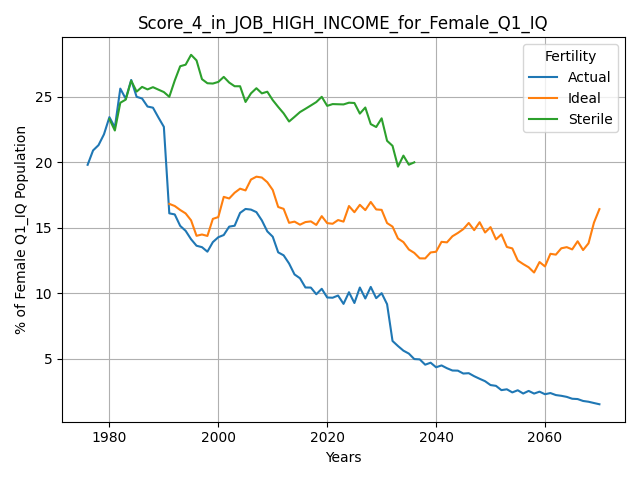 Score_4_in_JOB_HIGH_INCOME_for_Female_Q1_IQ
Fertility
Actual
Ideal
Sterile
% of Female Q1_IQ Population
25
20
15
10
5
1980 2000 2020 2040 2060
Years